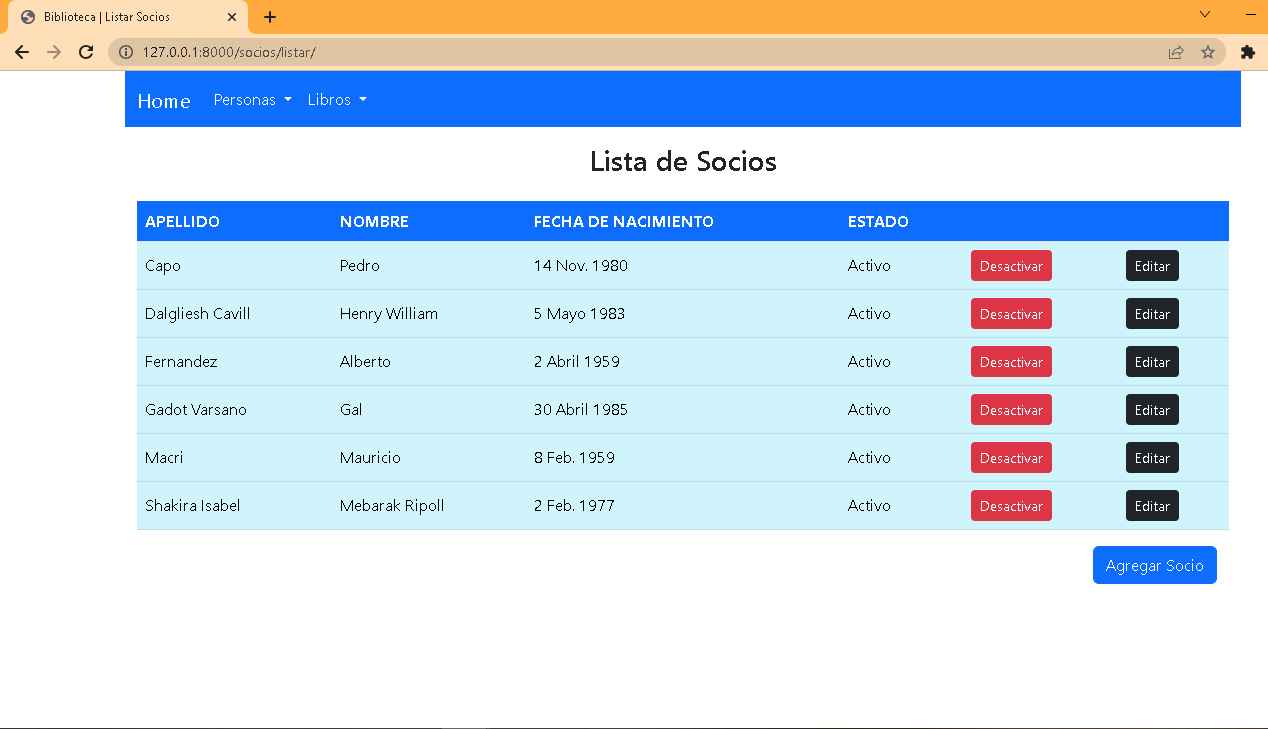 Biblioteca | Listar Socios
127.0.0.1:8000/socios/listar/
Home Personas Libros
Lista de Socios
APELLIDO NOMBRE FECHA DE NACIMIENTO ESTADO
Capo Pedro 14 Nov. 1980 Activo Desactivar Editar
Dalgliesh Cavill Henry William 5 Mayo 1983 Activo Desactivar Editar
Fernandez Alberto 2 Abril 1959 Activo Desactivar Editar
Gadot Varsano Gal 30 Abril 1985 Activo Desactivar Editar
Macri Mauricio 8 Feb. 1959 Activo Desactivar Editar
Shakira Isabel Mebarak Ripoll 2 Feb. 1977 Activo Desactivar Editar
Agregar Socio